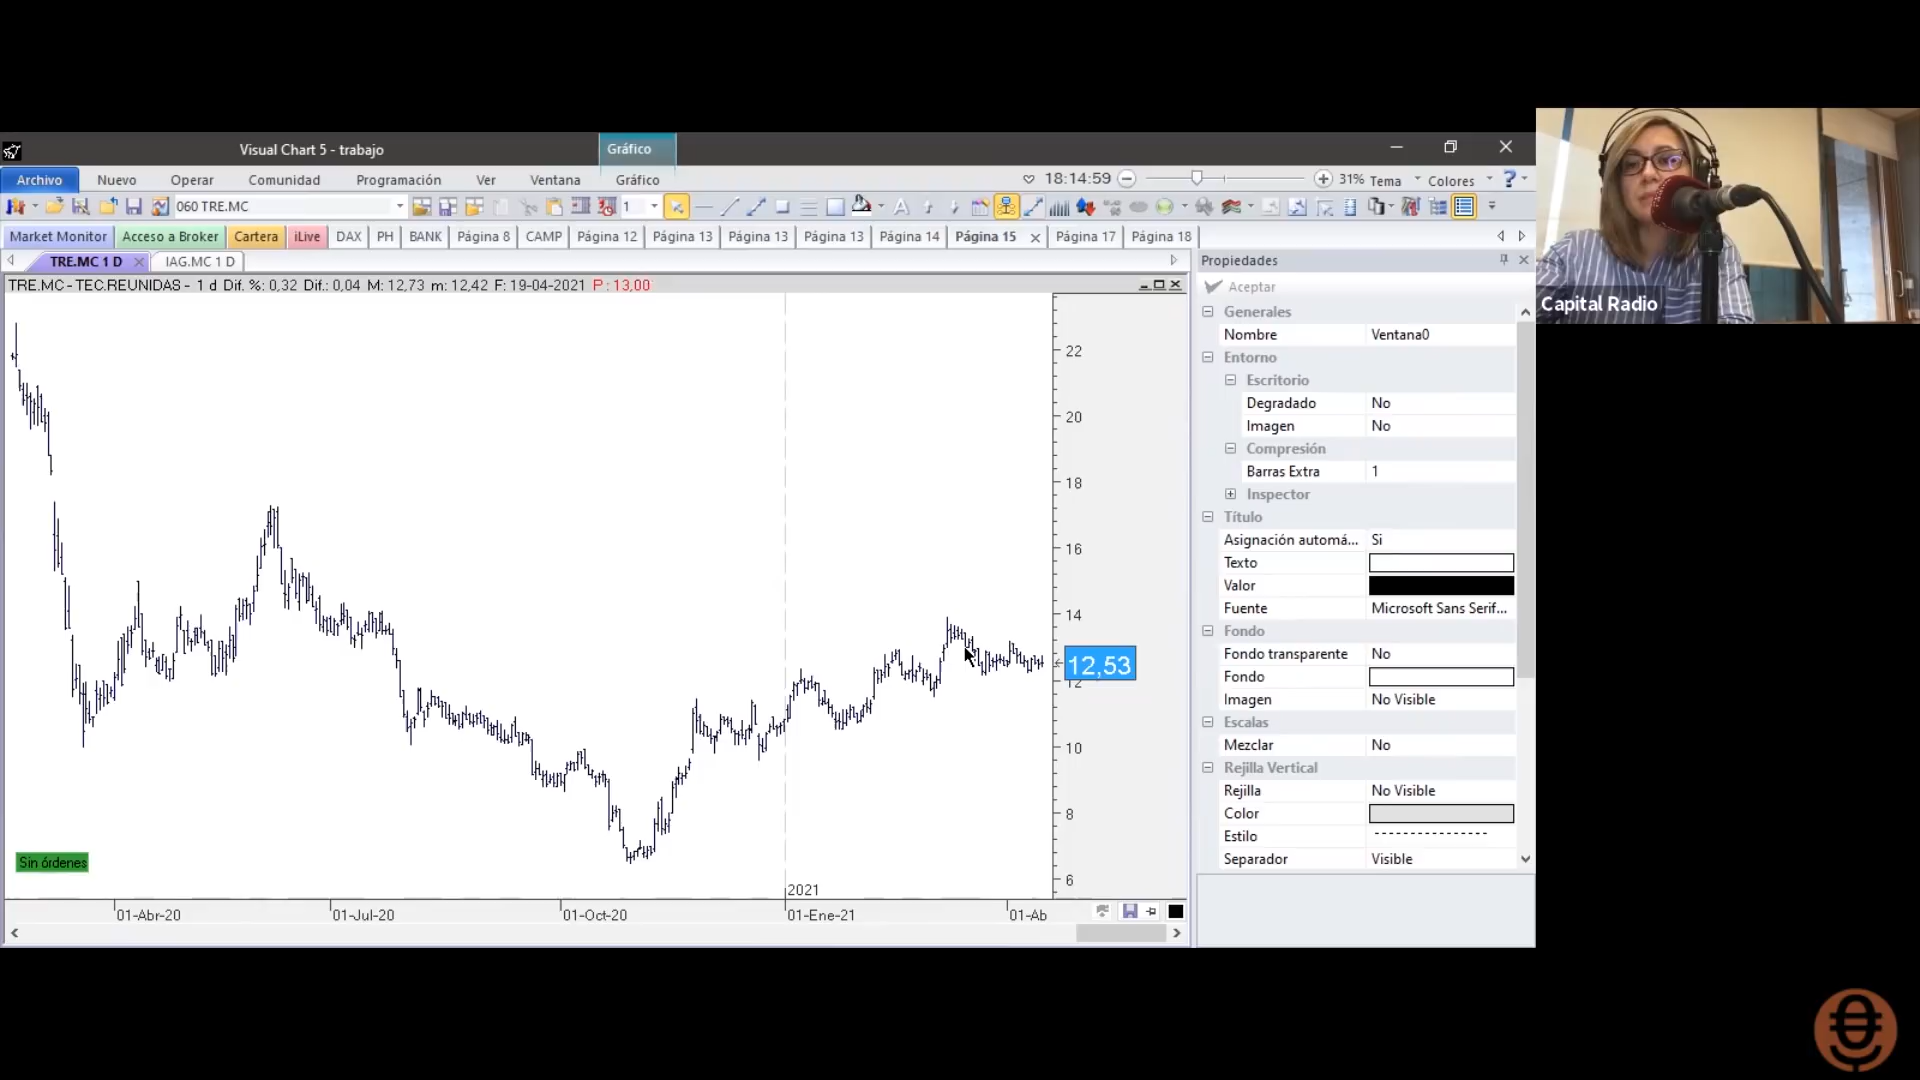 Visual Chart 5 - trabajo
Gráfico
Archivo Nuevo Operar Comunidad Programación Ver Ventana Gráfico 18:14:59 31% Tema Colores ?
060 TRE.MC 1
Market Monitor Acceso a Broker Cartera iLive DAX PH BANK Página 8 CAMP Página 12 Página 13 Página 13 Página 13 Página 14 Página 15 Página 17 Página 18
TRE.MC 1 D IAG.MC 1 D
TRE.MC - TEC.REUNIDAS - 1 d Dif. %: 0,32 Dif.: 0,04 M: 12,73 m: 12,42 F: 19-04-2021 P: 13,00
22
20
18
16
14
12,53
12
10
8
6
Sin órdenes
2021
01-Abr-20 01-Jul-20 01-Oct-20 01-Ene-21 01-Ab
Propiedades
Aceptar
Generales
Nombre Ventana0
Entorno
Escritorio
Degradado No
Imagen No
Compresión
Barras Extra 1
Inspector
Título
Asignación automá... Si
Texto
Valor
Fuente Microsoft Sans Serif...
Fondo
Fondo transparente No
Fondo
Imagen No Visible
Escalas
Mezclar No
Rejilla Vertical
Rejilla No Visible
Color
Estilo
Separador Visible
Capital Radio